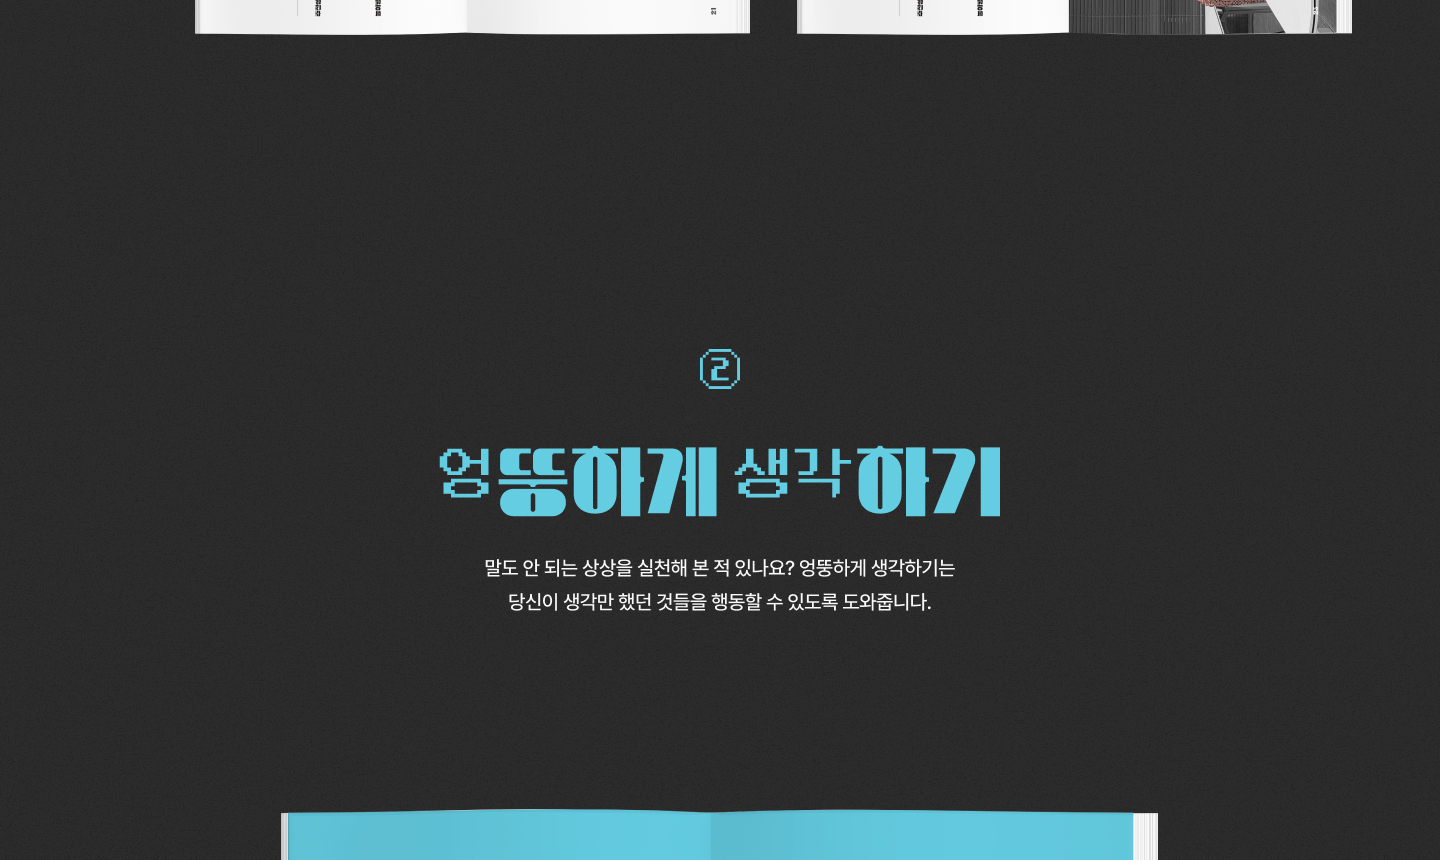 21
②
엉뚱하게 생각하기
말도 안 되는 상상을 실천해 본 적 있나요? 엉뚱하게 생각하기는
당신이 생각만 했던 것들을 행동할 수 있도록 도와줍니다.